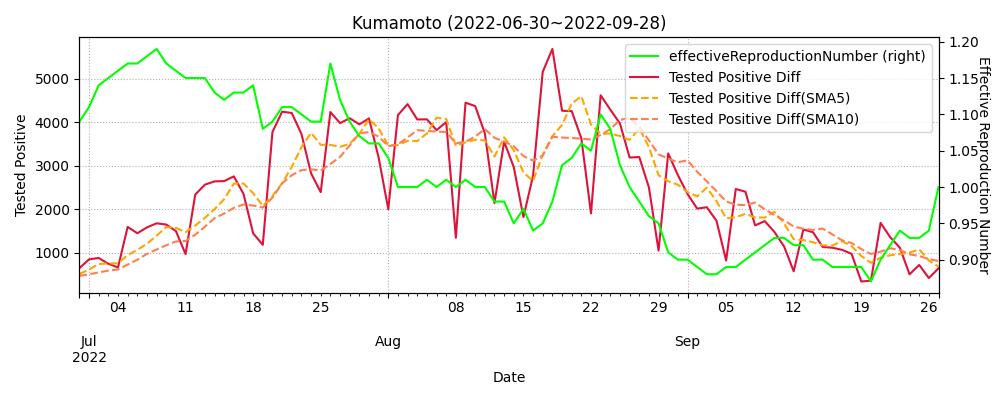 Kumamoto (2022-06-30~2022-09-28)
effectiveReproductionNumber (right)
Tested Positive Diff
Tested Positive Diff(SMA5)
Tested Positive Diff(SMA10)
Tested Positive
5000
4000
3000
2000
1000
1.20
1.15
1.10
1.05
1.00
0.95
0.90
Effective Reproduction Number
04 11 18 25 08 15 22 29 05 12 19 26
Jul Aug Sep
2022
Date